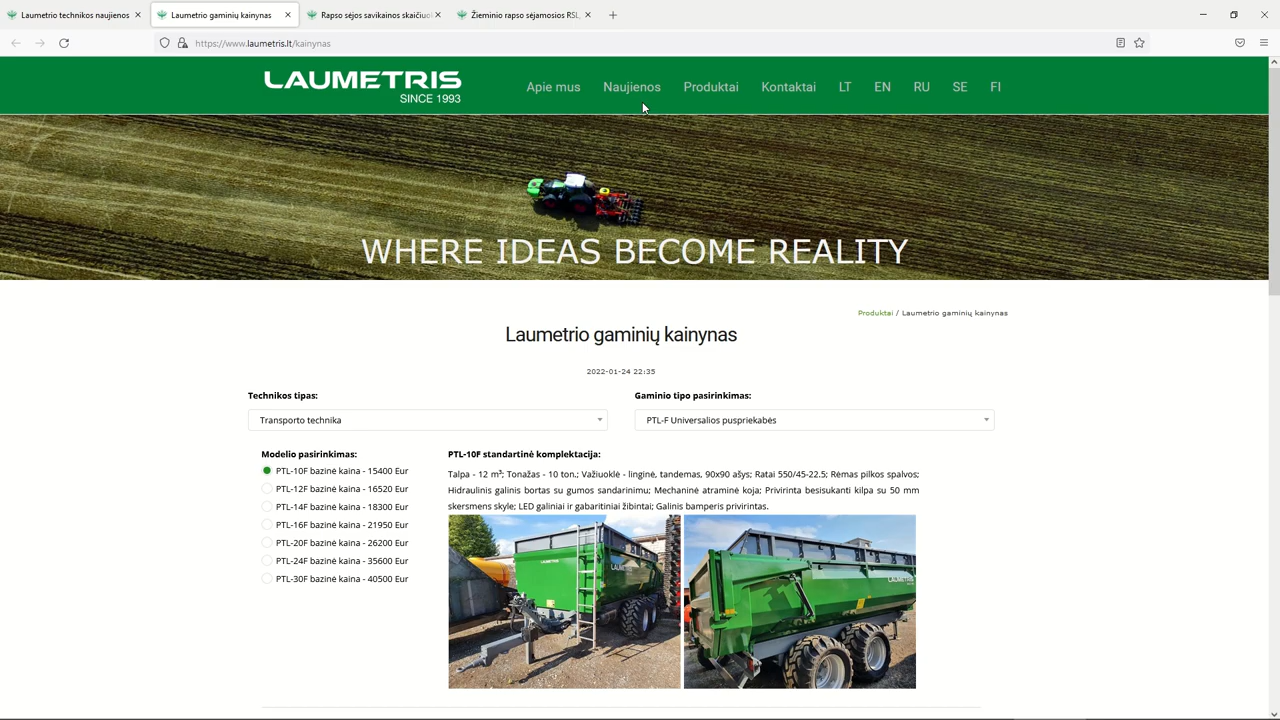 Laumetrio technikos naujienos
Laumetrio gaminių kainynas
Rapso sėjos savikainos skaičiuo
Žieminio rapso sėjamosios RSL
https://www.laumetris.lt/kainynas
LAUMETRIS
SINCE 1993
Apie mus Naujienos Produktai Kontaktai LT EN RU SE FI
WHERE IDEAS BECOME REALITY
Produktai / Laumetrio gaminių kainynas
Laumetrio gaminių kainynas
2022-01-24 22:35
Technikos tipas:
Transporto technika
Gaminio tipo pasirinkimas:
PTL-F Universalios puspriekabės
Modelio pasirinkimas:
PTL-10F bazinė kaina - 15400 Eur
PTL-12F bazinė kaina - 16520 Eur
PTL-14F bazinė kaina - 18300 Eur
PTL-16F bazinė kaina - 21950 Eur
PTL-20F bazinė kaina - 26200 Eur
PTL-24F bazinė kaina - 35600 Eur
PTL-30F bazinė kaina - 40500 Eur
PTL-10F standartinė komplektacija:
Talpa - 12 m³; Tonažas - 10 ton.; Važiuoklė - linginė, tandemas, 90x90 ašys; Ratai 550/45-22.5; Rėmas pilkos spalvos;
Hidraulinis galinis bortas su gumos sandarinimu; Mechaninė atraminė koja; Privirinta besisukanti kilpa su 50 mm
skersmens skyle; LED galiniai ir gabaritiniai žibintai; Galinis bamperis privirintas.
LAUMETRIS
LAUMETRIS